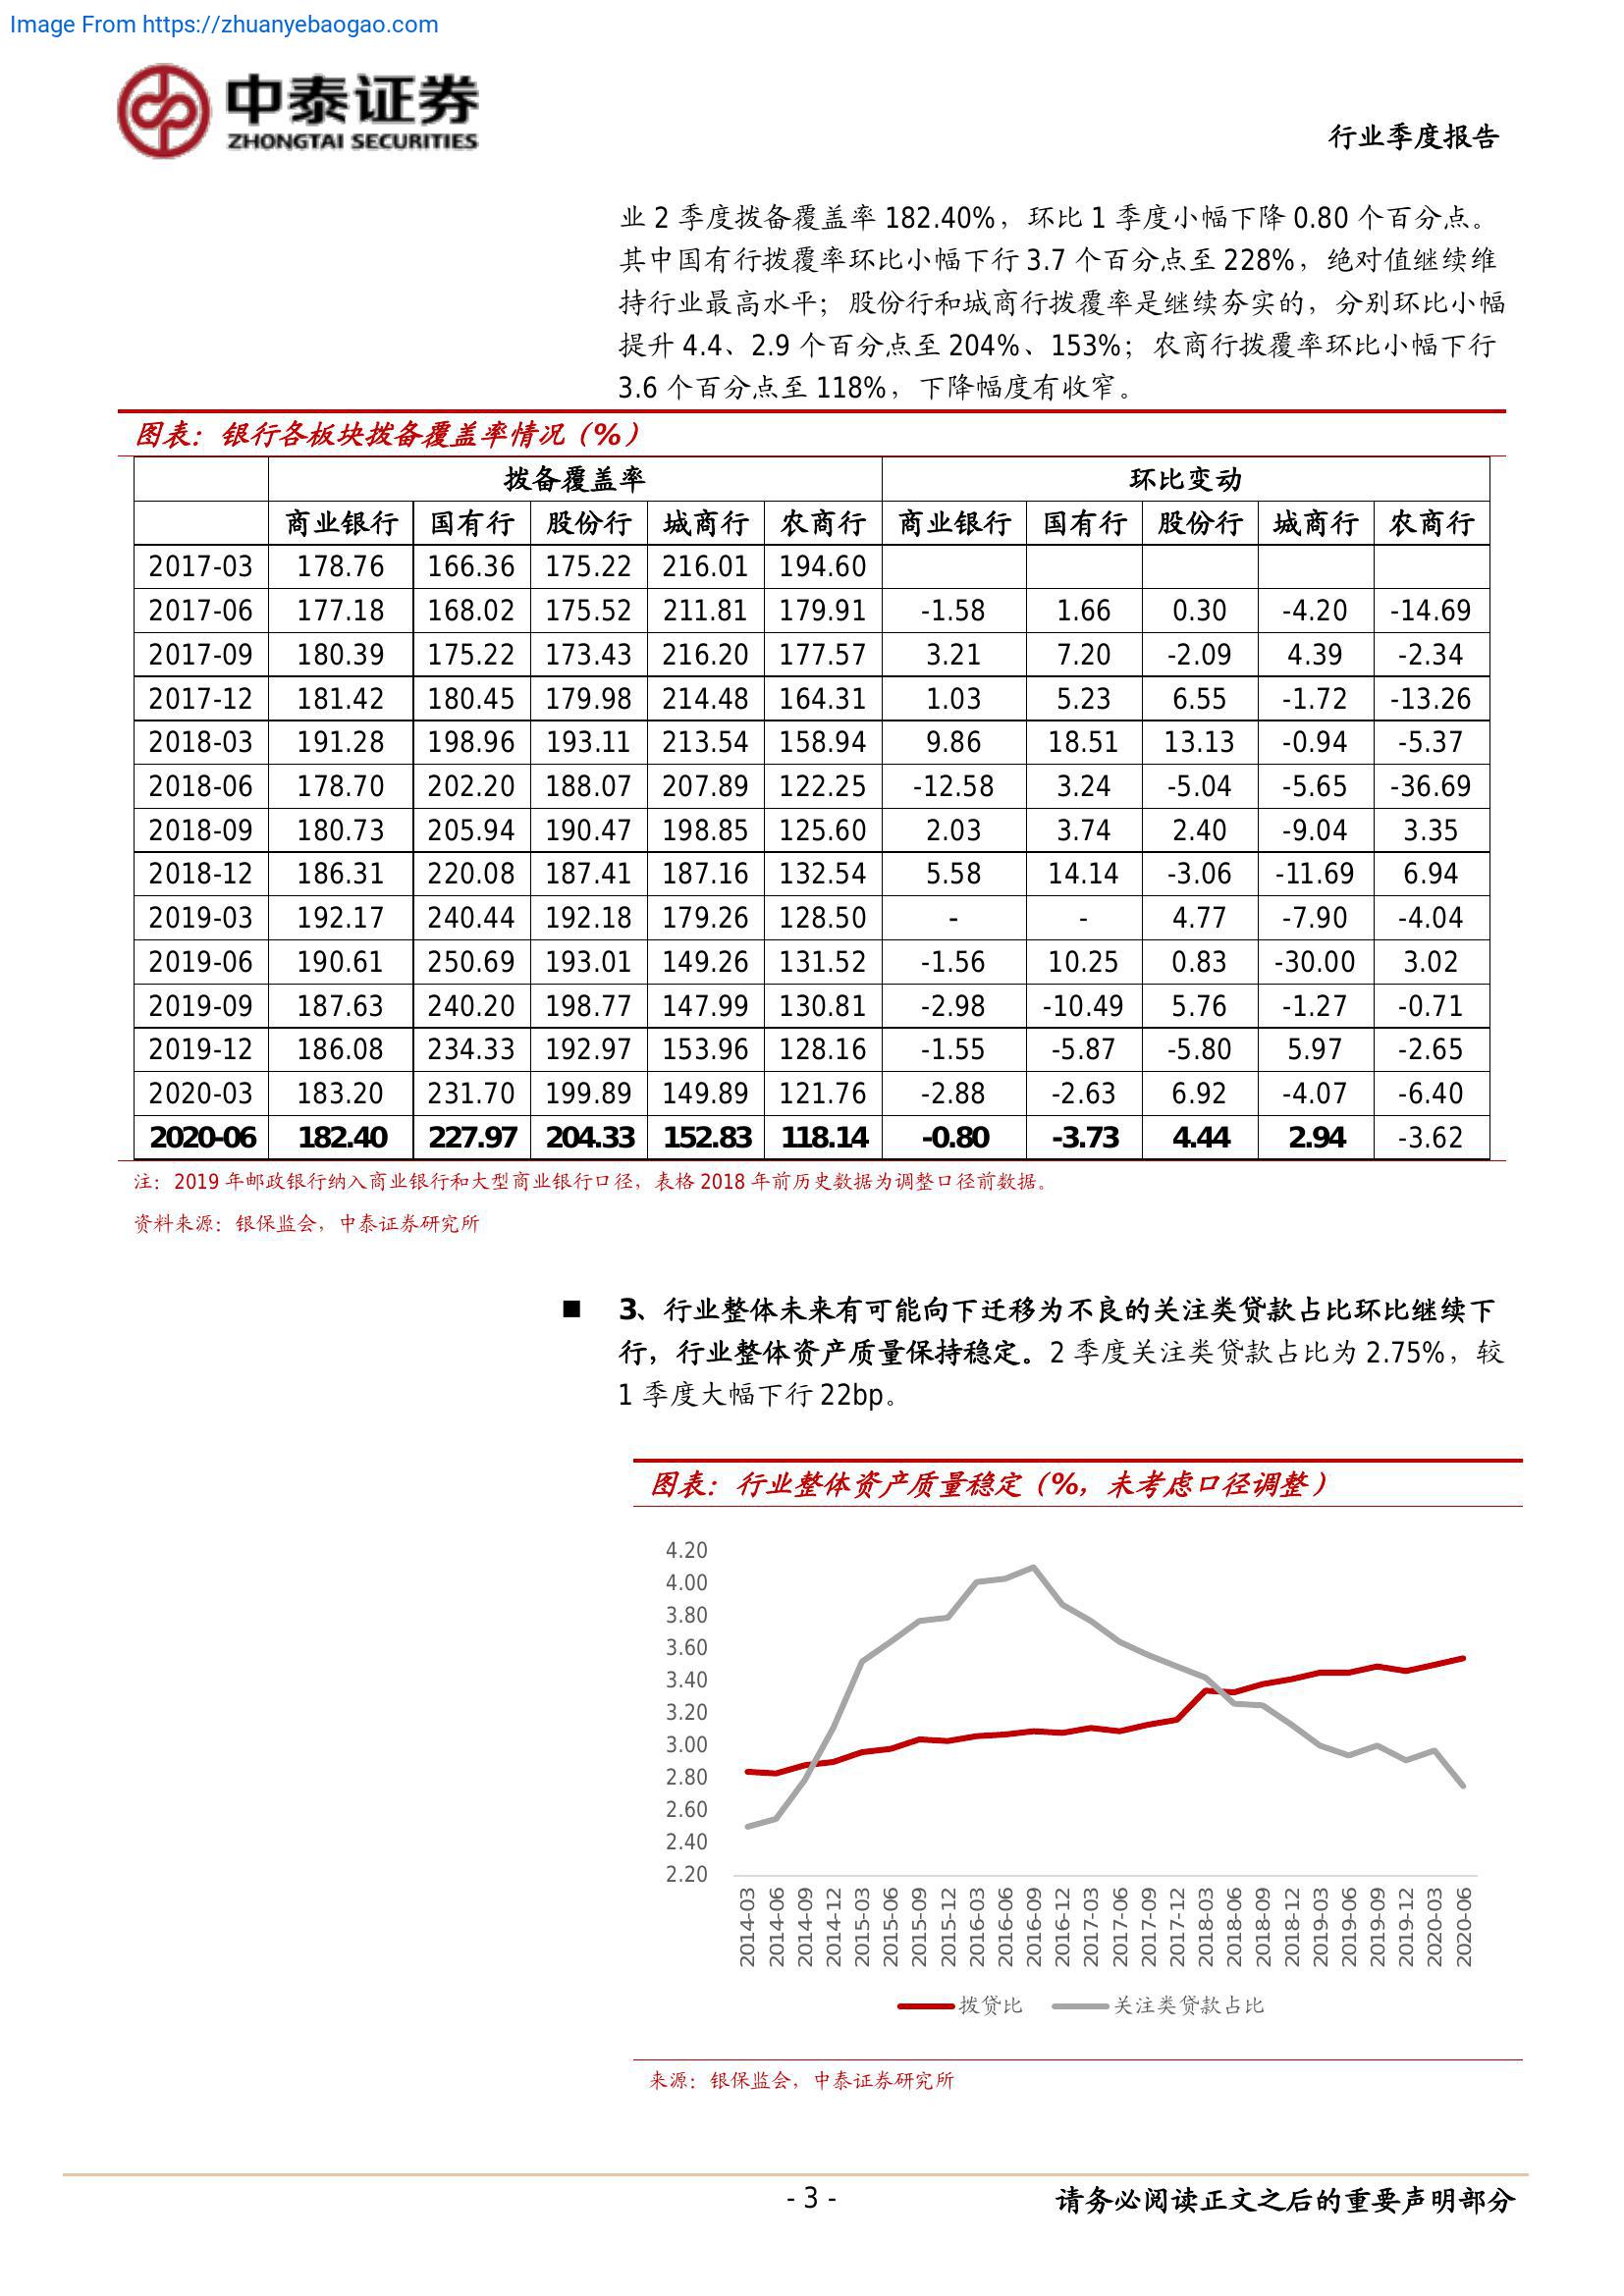 Image From https://zhuanyebaogao.com
中泰证券
ZHONGTAI SECURITIES
行业季度报告
业 2 季度拨备覆盖率 182.40%，环比 1 季度小幅下降 0.80 个百分点。
其中国有行拨覆率环比小幅下行 3.7 个百分点至 228%，绝对值继续维
持行业最高水平；股份行和城商行拨覆率是继续夯实的，分别环比小幅
提升 4.4、2.9 个百分点至 204%、153%；农商行拨覆率环比小幅下行
3.6 个百分点至 118%，下降幅度有收窄。
图表：银行各板块拨备覆盖率情况（%）
拨备覆盖率 环比变动
商业银行 国有行 股份行 城商行 农商行 商业银行 国有行 股份行 城商行 农商行
2017-03 178.76 166.36 175.22 216.01 194.60
2017-06 177.18 168.02 175.52 211.81 179.91 -1.58 1.66 0.30 -4.20 -14.69
2017-09 180.39 175.22 173.43 216.20 177.57 3.21 7.20 -2.09 4.39 -2.34
2017-12 181.42 180.45 179.98 214.48 164.31 1.03 5.23 6.55 -1.72 -13.26
2018-03 191.28 198.96 193.11 213.54 158.94 9.86 18.51 13.13 -0.94 -5.37
2018-06 178.70 202.20 188.07 207.89 122.25 -12.58 3.24 -5.04 -5.65 -36.69
2018-09 180.73 205.94 190.47 198.85 125.60 2.03 3.74 2.40 -9.04 3.35
2018-12 186.31 220.08 187.41 187.16 132.54 5.58 14.14 -3.06 -11.69 6.94
2019-03 192.17 240.44 192.18 179.26 128.50 - - 4.77 -7.90 -4.04
2019-06 190.61 250.69 193.01 149.26 131.52 -1.56 10.25 0.83 -30.00 3.02
2019-09 187.63 240.20 198.77 147.99 130.81 -2.98 -10.49 5.76 -1.27 -0.71
2019-12 186.08 234.33 192.97 153.96 128.16 -1.55 -5.87 -5.80 5.97 -2.65
2020-03 183.20 231.70 199.89 149.89 121.76 -2.88 -2.63 6.92 -4.07 -6.40
2020-06 182.40 227.97 204.33 152.83 118.14 -0.80 -3.73 4.44 2.94 -3.62
注：2019 年邮政银行纳入商业银行和大型商业银行口径，表格 2018 年前历史数据为调整口径前数据。
资料来源：银保监会，中泰证券研究所
■ 3、行业整体未来有可能向下迁移为不良的关注类贷款占比环比继续下
行，行业整体资产质量保持稳定。2 季度关注类贷款占比为 2.75%，较
1 季度大幅下行 22bp。
图表：行业整体资产质量稳定（%，未考虑口径调整）
4.20
4.00
3.80
3.60
3.40
3.20
3.00
2.80
2.60
2.40
2.20
2014-03 2014-06 2014-09 2014-12 2015-03 2015-06 2015-09 2015-12 2016-03 2016-06 2016-09 2016-12 2017-03 2017-06 2017-09 2017-12 2018-03 2018-06 2018-09 2018-12 2019-03 2019-06 2019-09 2019-12 2020-03 2020-06
拨贷比 关注类贷款占比
来源：银保监会，中泰证券研究所
- 3 -
请务必阅读正文之后的重要声明部分